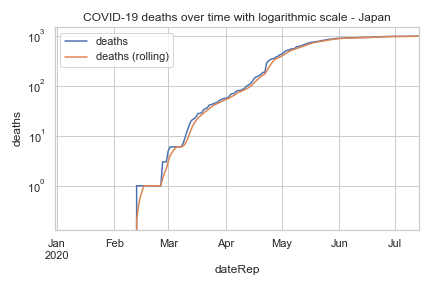 COVID-19 deaths over time with logarithmic scale - Japan
deaths
deaths (rolling)
10³
10²
10¹
10⁰
deaths
Jan Feb Mar Apr May Jun Jul
2020
dateRep